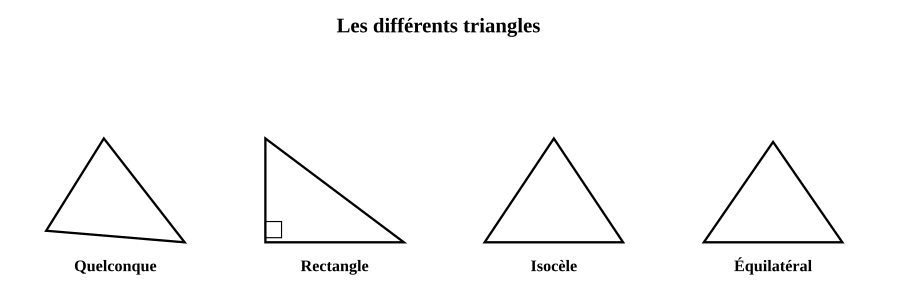 Les différents triangles
Quelconque
Rectangle
Isocèle
Équilatéral